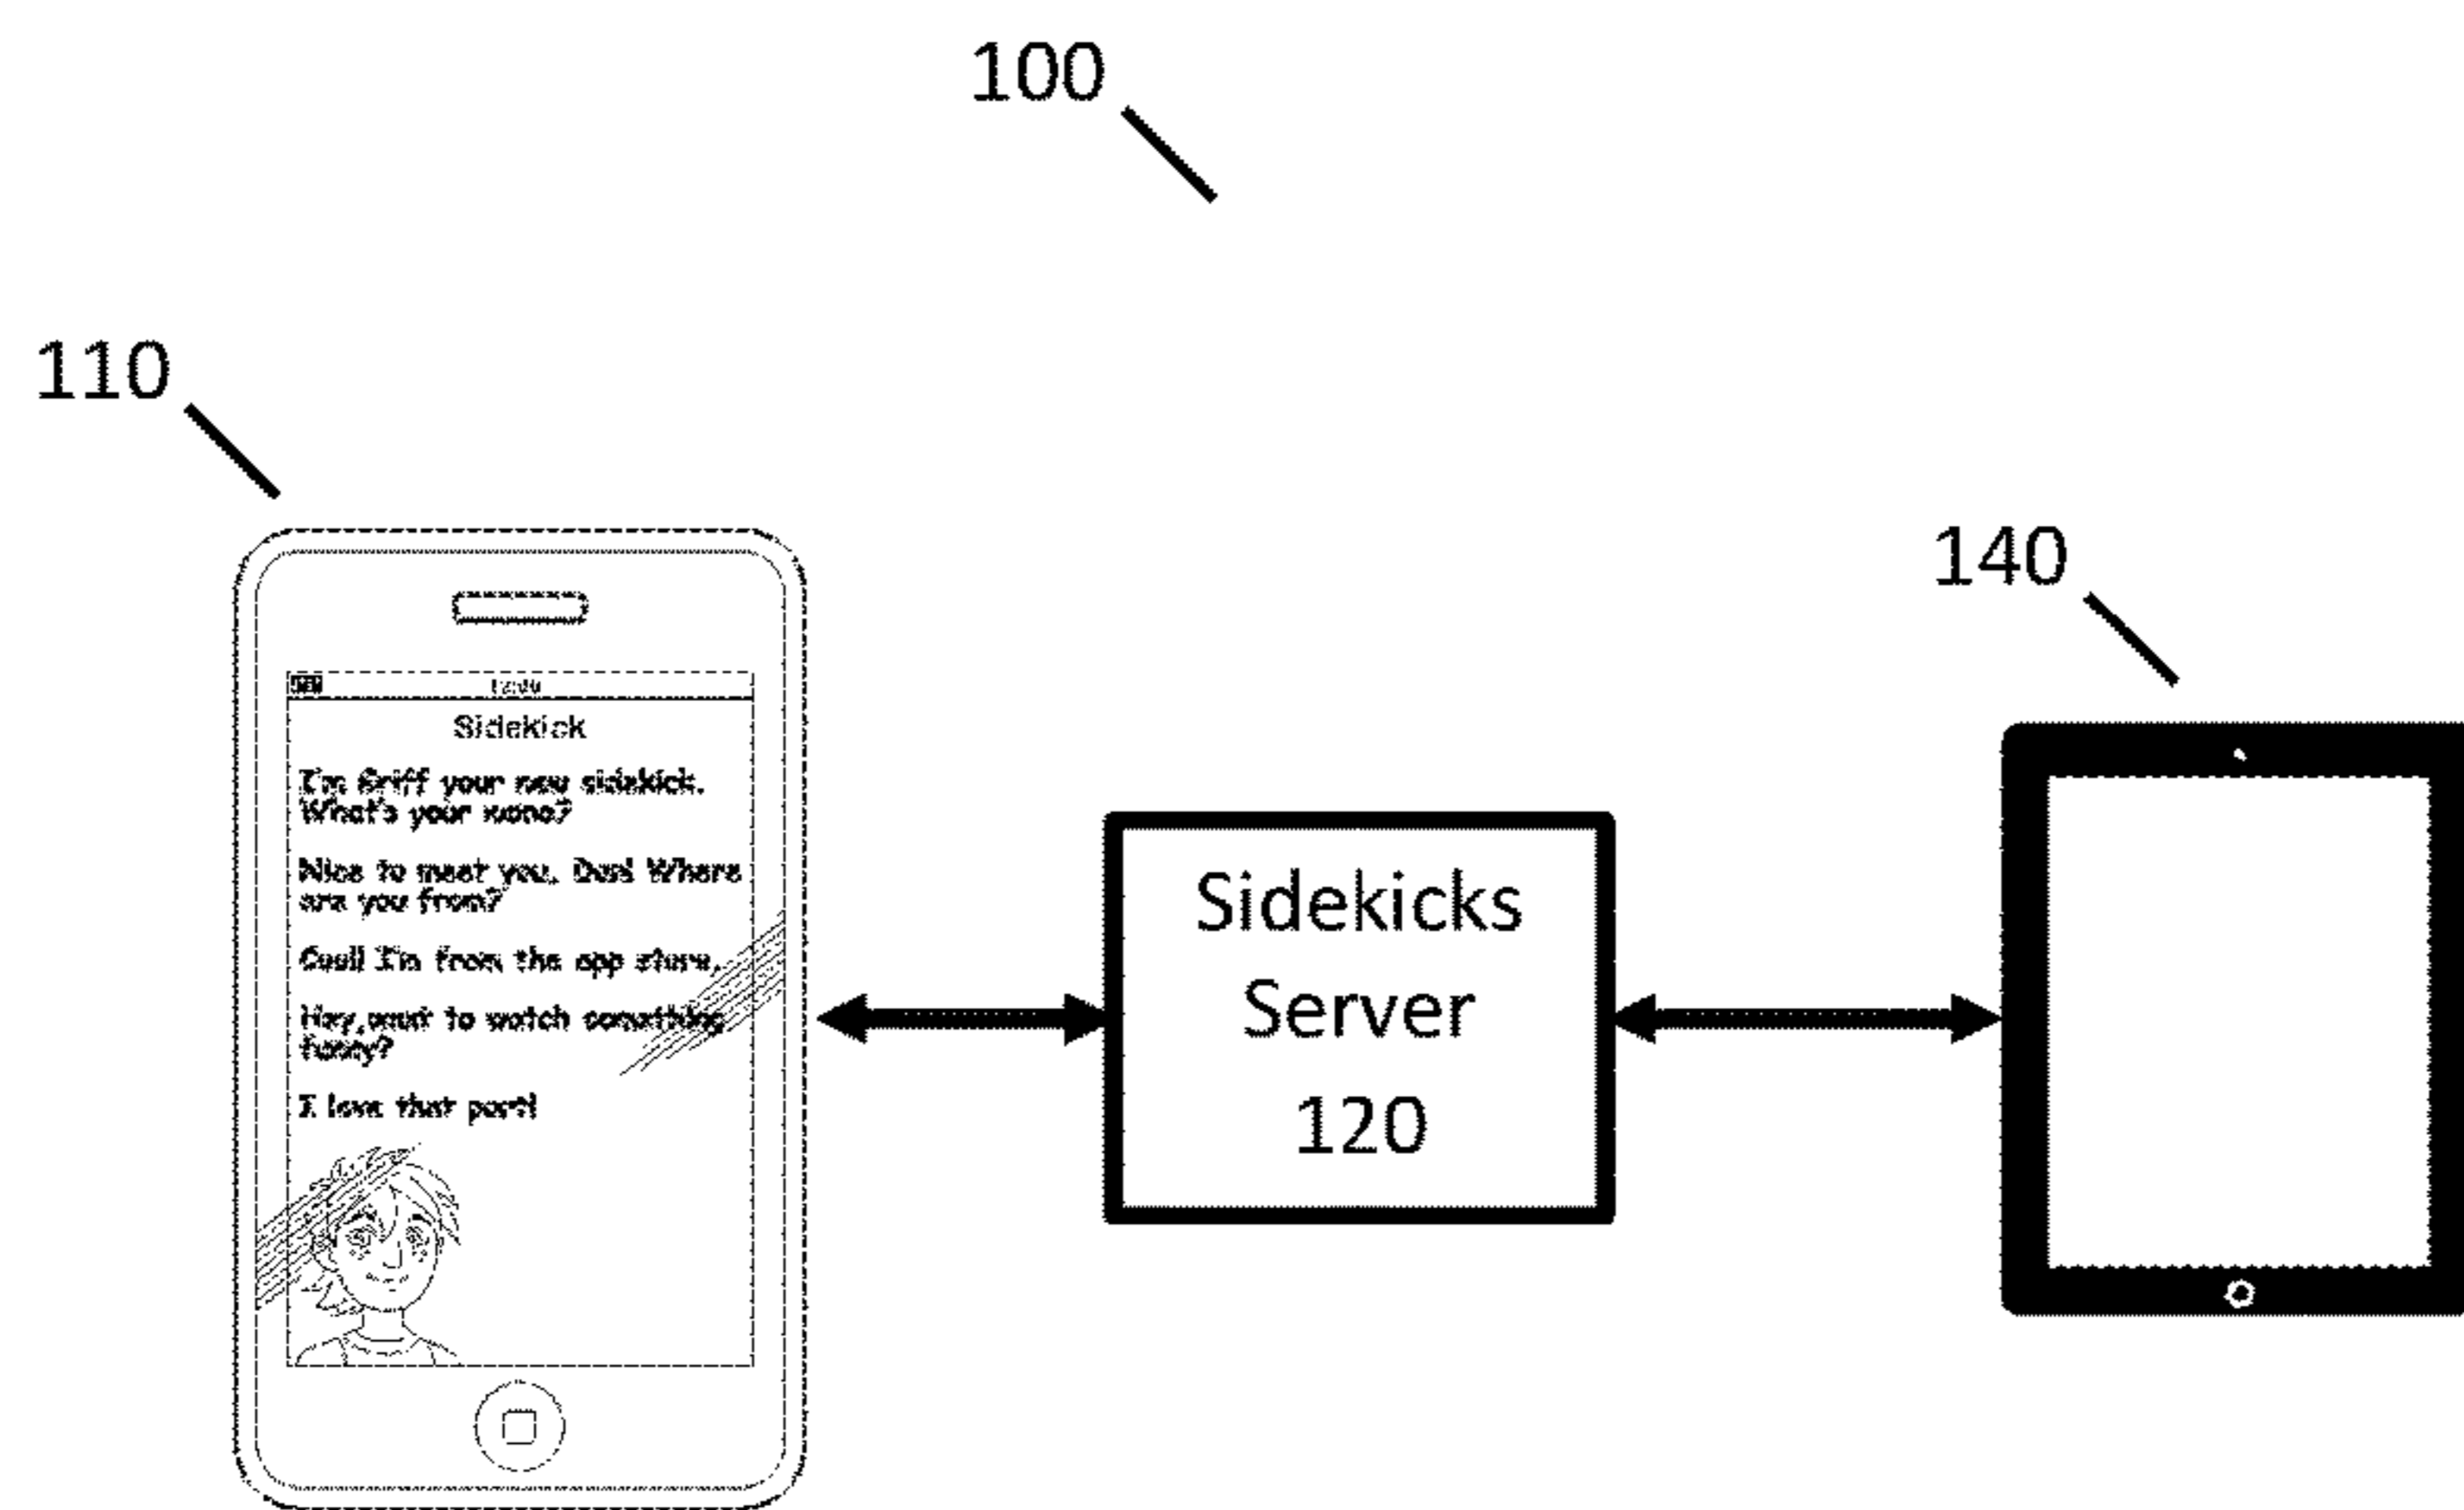 100
110
140
Sidekick
I'm Griff your new sidekick.
What's your name?
Nice to meet you, Where
are you from?
Cool! I'm from the app store.
Hey, want to watch something
funny?
I love that part!
Sidekicks
Server
120